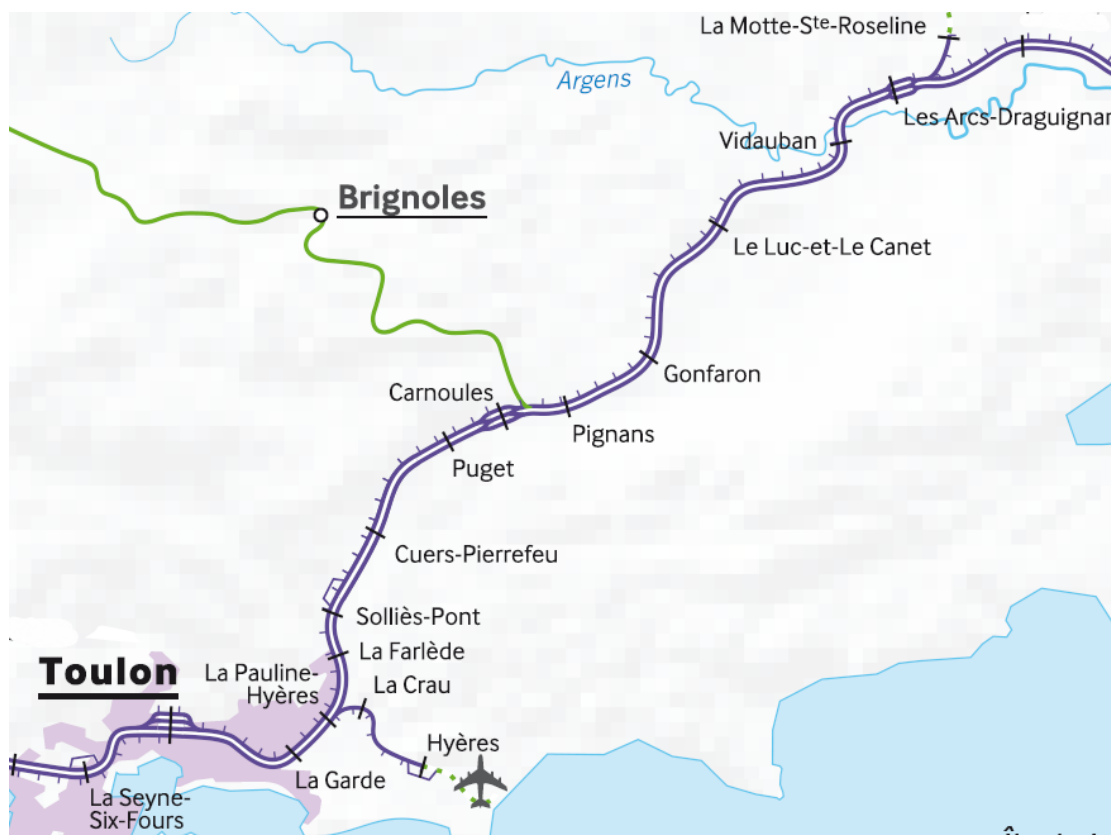 La Motte-Sᵗᵉ-Roseline
Argens
Les Arcs-Draguignan
Vidauban
Brignoles
Le Luc-et-Le Canet
Gonfaron
Carnoules
Pignans
Puget
Cuers-Pierrefeu
Solliès-Pont
La Farlède
Toulon
La Pauline-
Hyères
La Crau
Hyères
La Garde
La Seyne-
Six-Fours